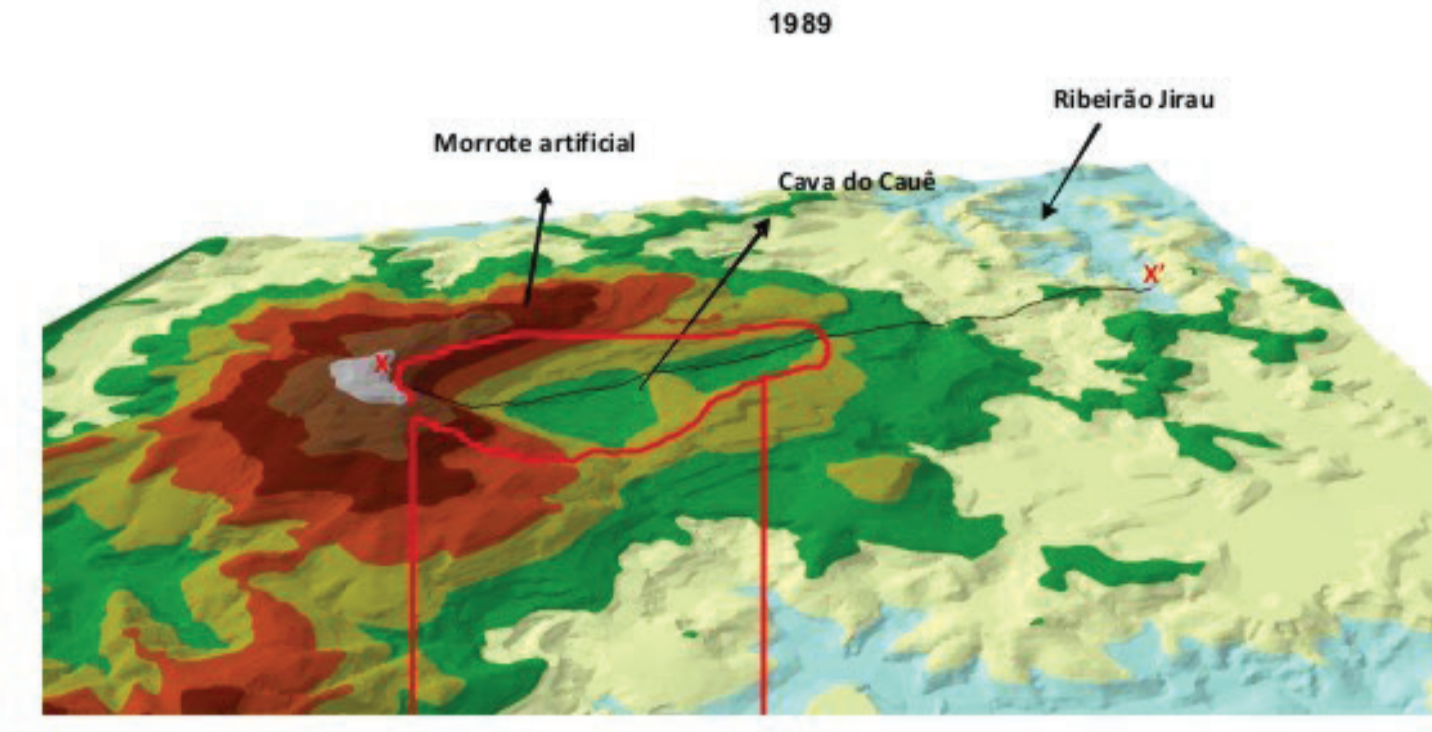 1989
Ribeirão Jirau
Morrote artificial
Cava do Cauê
X'
X